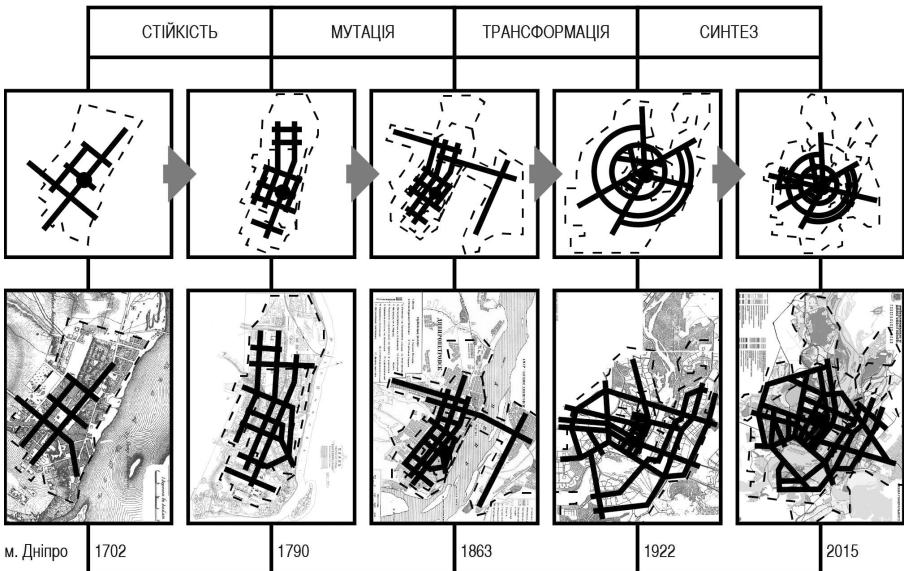 СТІЙКІСТЬ МУТАЦІЯ ТРАНСФОРМАЦІЯ СИНТЕЗ
м. Дніпро 1702 1790 1863 1922 2015